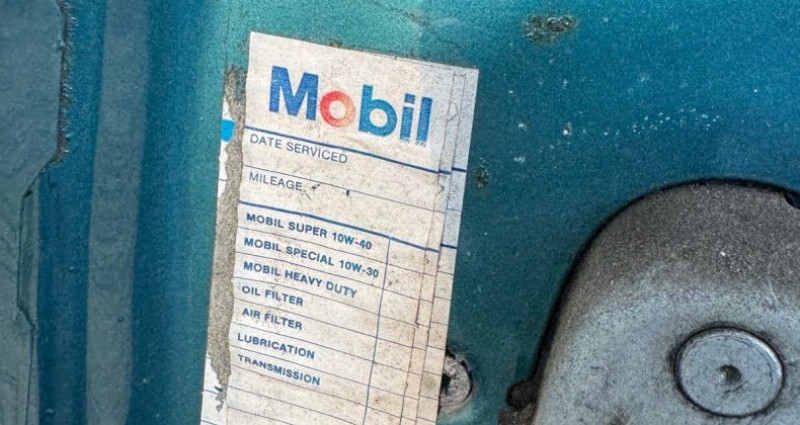 Mobil
DATE SERVICED
MILEAGE
MOBIL SUPER 10W-40
MOBIL SPECIAL 10W-30
MOBIL HEAVY DUTY
OIL FILTER
AIR FILTER
LUBRICATION
TRANSMISSION